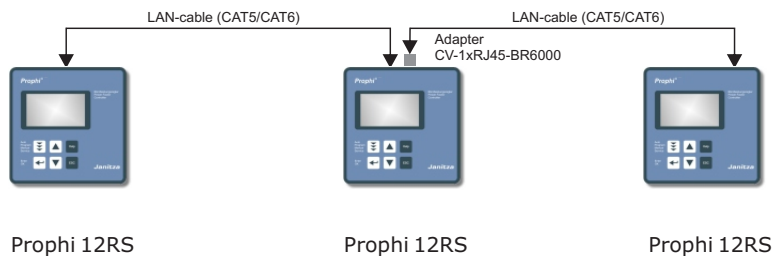 LAN-cable (CAT5/CAT6)
LAN-cable (CAT5/CAT6)
Adapter
CV-1xRJ45-BR6000
Prophi
Prophi
Prophi
Janitza
Janitza
Janitza
Prophi 12RS
Prophi 12RS
Prophi 12RS